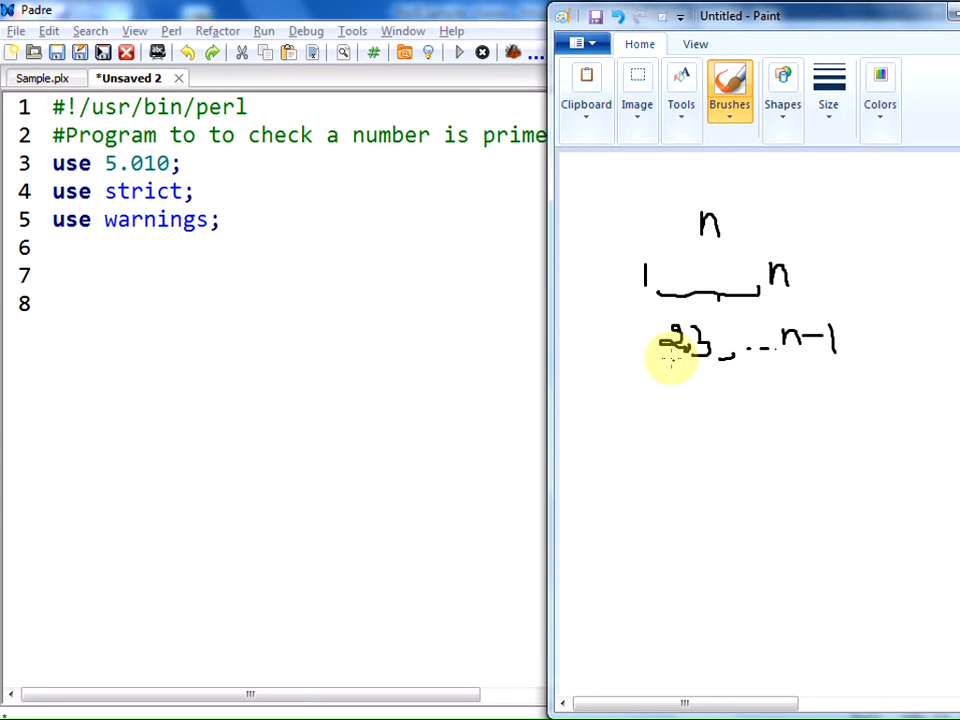 Padre
File Edit Search View Perl Refactor Run Debug Tools Window Help
Sample.plx *Unsaved 2
1 #!/usr/bin/perl
2 #Program to to check a number is prime
3 use 5.010;
4 use strict;
5 use warnings;
6
7
8
Untitled - Paint
Home View
Clipboard Image Tools Brushes Shapes Size Colors
n
1 n
2,3, ... n-1